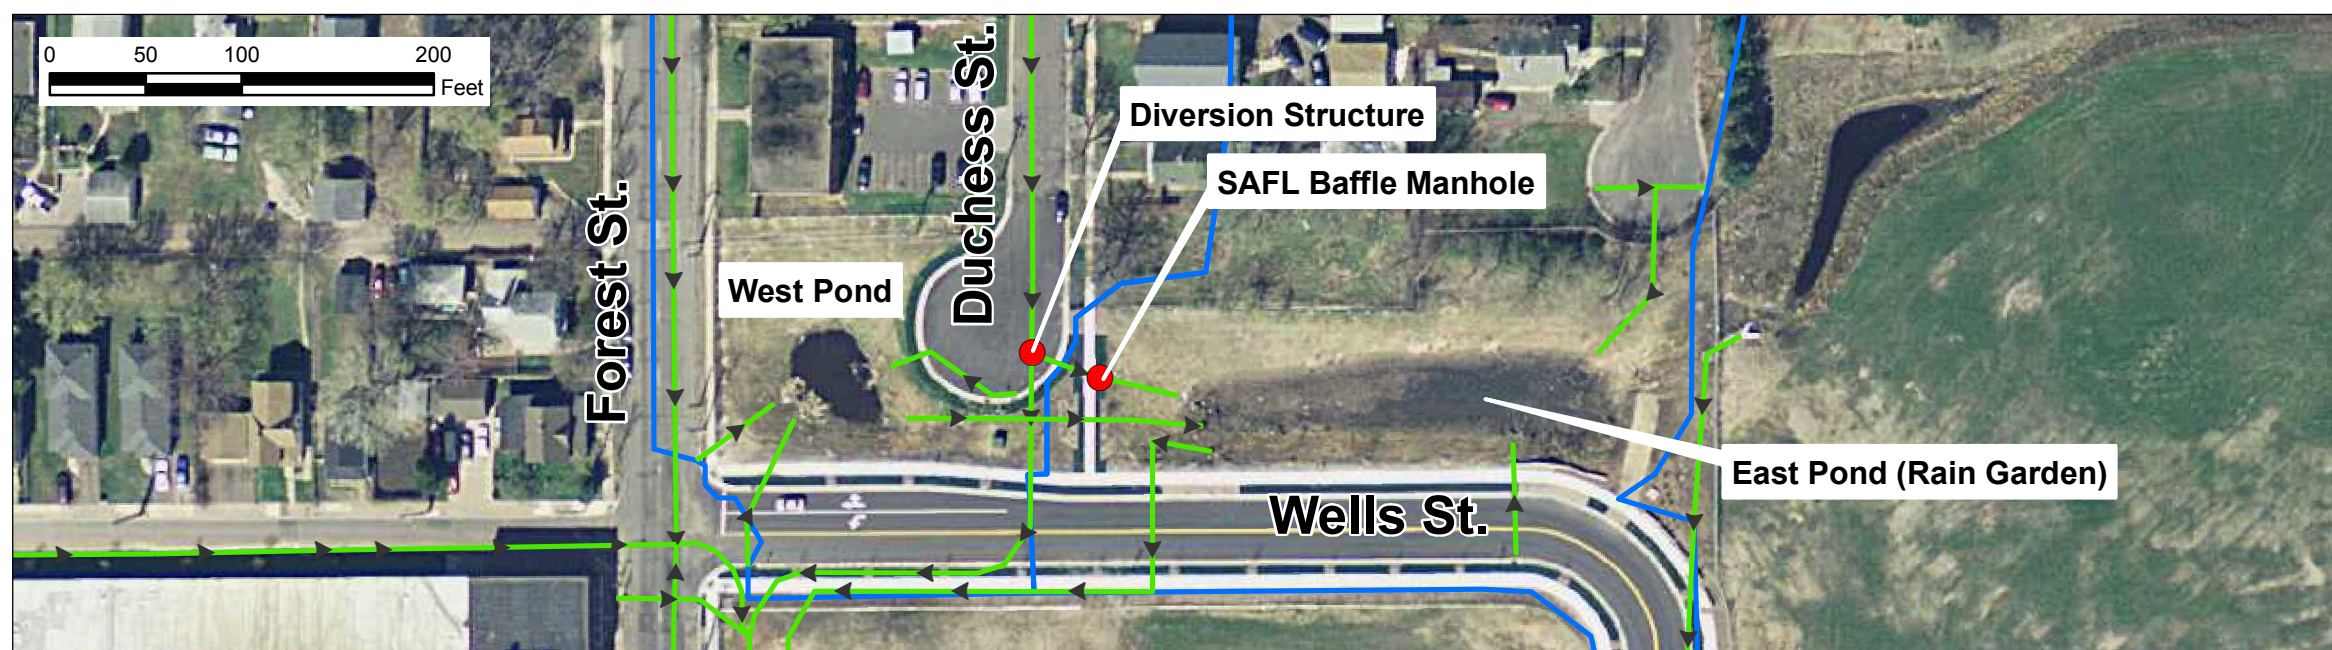 0 50 100 200
Feet
Duchess St.
Diversion Structure
SAFL Baffle Manhole
Forest St.
West Pond
East Pond (Rain Garden)
Wells St.